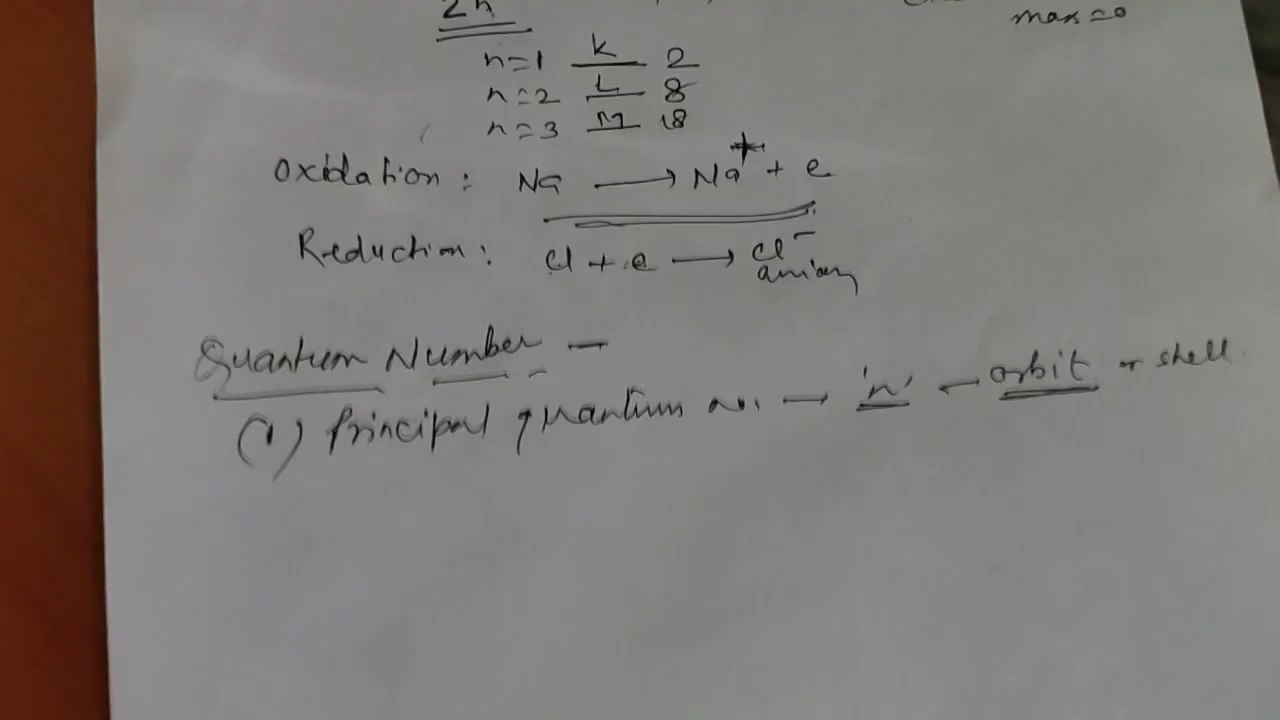 max = 0
n=1 K 2
n=2 L 8
n=3 M 18
Oxidation : Na → Na⁺ + e
Reduction : Cl + e → Cl⁻
anion
Quantum Number –
(1) Principal quantum no. → 'n' ← orbit or shell